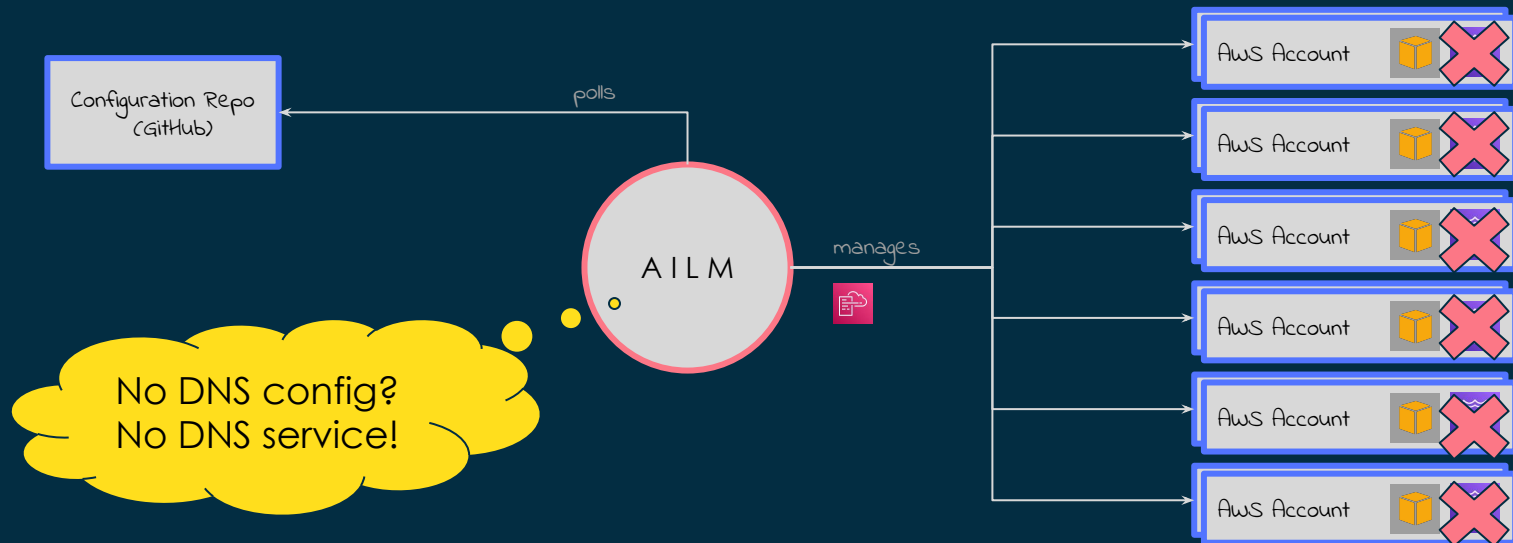 Configuration Repo
(GitHub)
polls
A I L M
manages
No DNS config?
No DNS service!
AWS Account
AWS Account
AWS Account
AWS Account
AWS Account
AWS Account